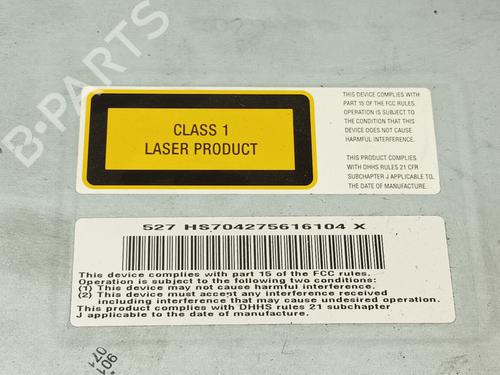 B-PARTS
CLASS 1
LASER PRODUCT
THIS DEVICE COMPLIES WITH
PART 15 OF THE FCC RULES.
OPERATION IS SUBJECT TO
THE CONDITION THAT THIS
DEVICE DOES NOT CAUSE
HARMFUL INTERFERENCE.
THIS PRODUCT COMPLIES
WITH DHHS RULES 21 CFR
SUBCHAPTER J APPLICABLE TO
THE DATE OF MANUFACTURE.
527 HS704275616104 X
This device complies with part 15 of the FCC rules.
Operation is subject to the following two conditions:
(1) This device may not cause harmful interference.
(2) This device must accept any interference received
including interference that may cause undesired operation.
This product complies with DHHS rules 21 subchapter
J applicable to the date of manufacture.
901
071